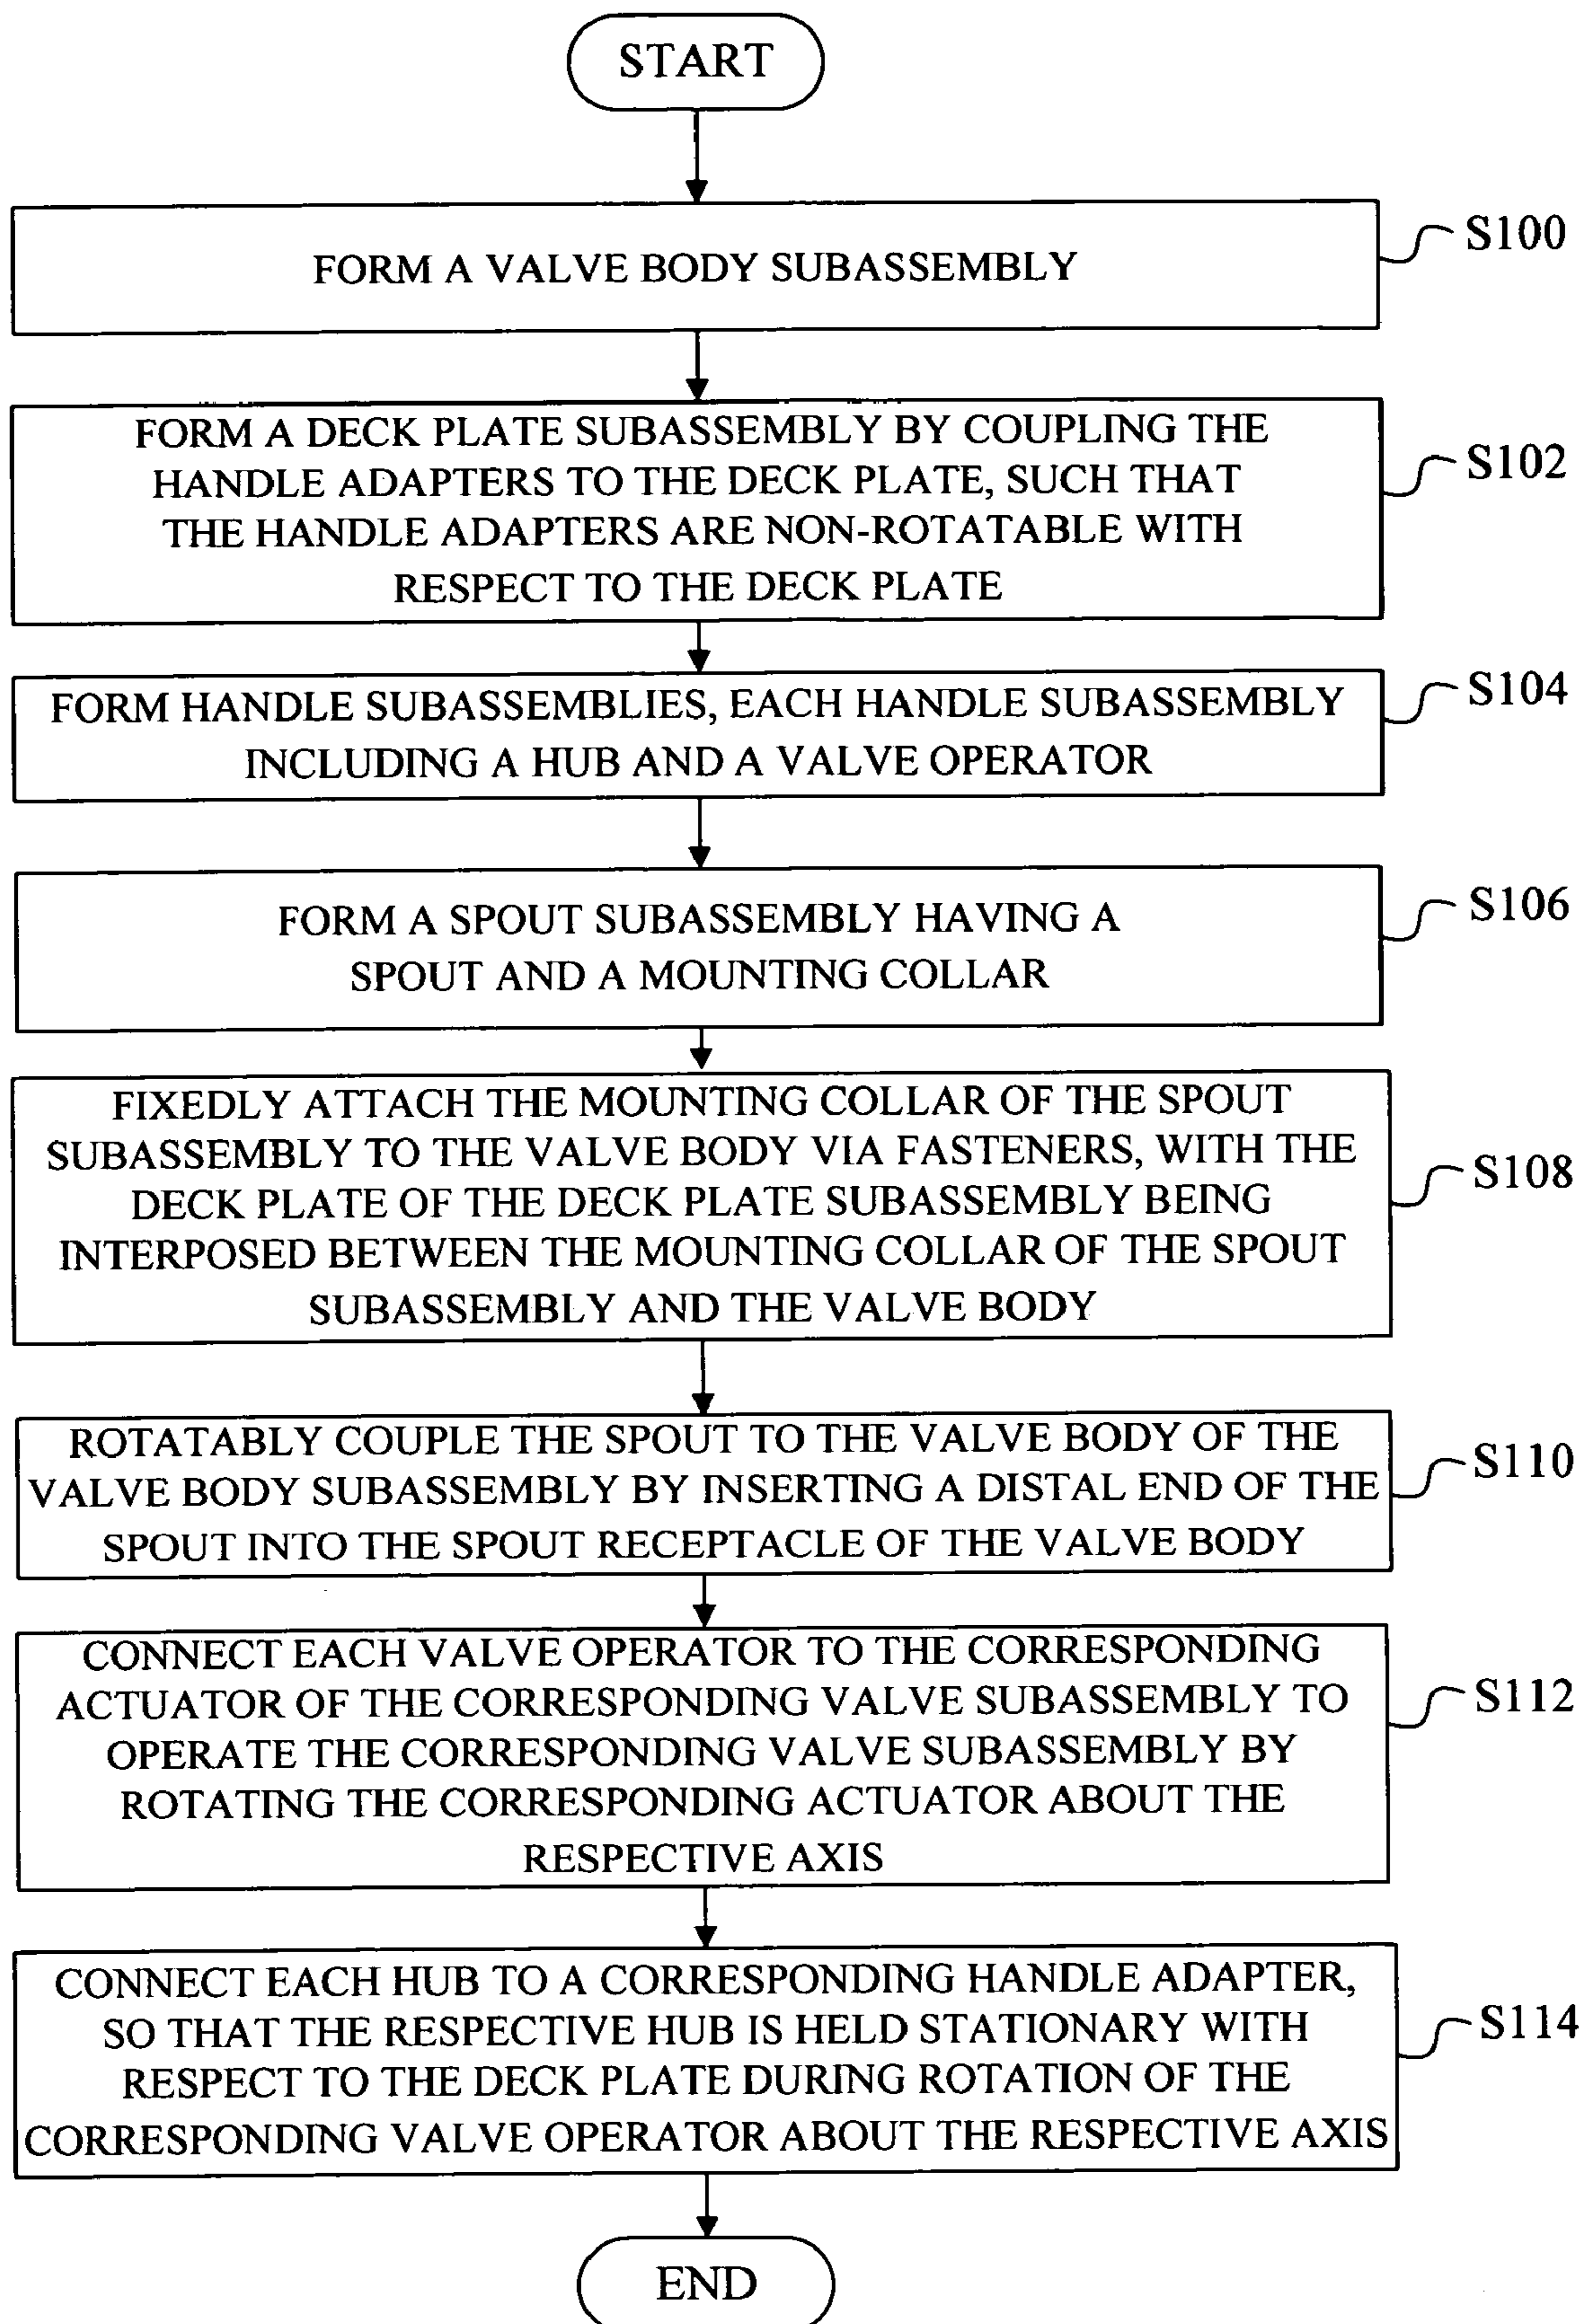 START
FORM A VALVE BODY SUBASSEMBLY
S100
FORM A DECK PLATE SUBASSEMBLY BY COUPLING THE
HANDLE ADAPTERS TO THE DECK PLATE, SUCH THAT
THE HANDLE ADAPTERS ARE NON-ROTATABLE WITH
RESPECT TO THE DECK PLATE
S102
FORM HANDLE SUBASSEMBLIES, EACH HANDLE SUBASSEMBLY
INCLUDING A HUB AND A VALVE OPERATOR
S104
FORM A SPOUT SUBASSEMBLY HAVING A
SPOUT AND A MOUNTING COLLAR
S106
FIXEDLY ATTACH THE MOUNTING COLLAR OF THE SPOUT
SUBASSEMBLY TO THE VALVE BODY VIA FASTENERS, WITH THE
DECK PLATE OF THE DECK PLATE SUBASSEMBLY BEING
INTERPOSED BETWEEN THE MOUNTING COLLAR OF THE SPOUT
SUBASSEMBLY AND THE VALVE BODY
S108
ROTATABLY COUPLE THE SPOUT TO THE VALVE BODY OF THE
VALVE BODY SUBASSEMBLY BY INSERTING A DISTAL END OF THE
SPOUT INTO THE SPOUT RECEPTACLE OF THE VALVE BODY
S110
CONNECT EACH VALVE OPERATOR TO THE CORRESPONDING
ACTUATOR OF THE CORRESPONDING VALVE SUBASSEMBLY TO
OPERATE THE CORRESPONDING VALVE SUBASSEMBLY BY
ROTATING THE CORRESPONDING ACTUATOR ABOUT THE
RESPECTIVE AXIS
S112
CONNECT EACH HUB TO A CORRESPONDING HANDLE ADAPTER,
SO THAT THE RESPECTIVE HUB IS HELD STATIONARY WITH
RESPECT TO THE DECK PLATE DURING ROTATION OF THE
CORRESPONDING VALVE OPERATOR ABOUT THE RESPECTIVE AXIS
S114
END